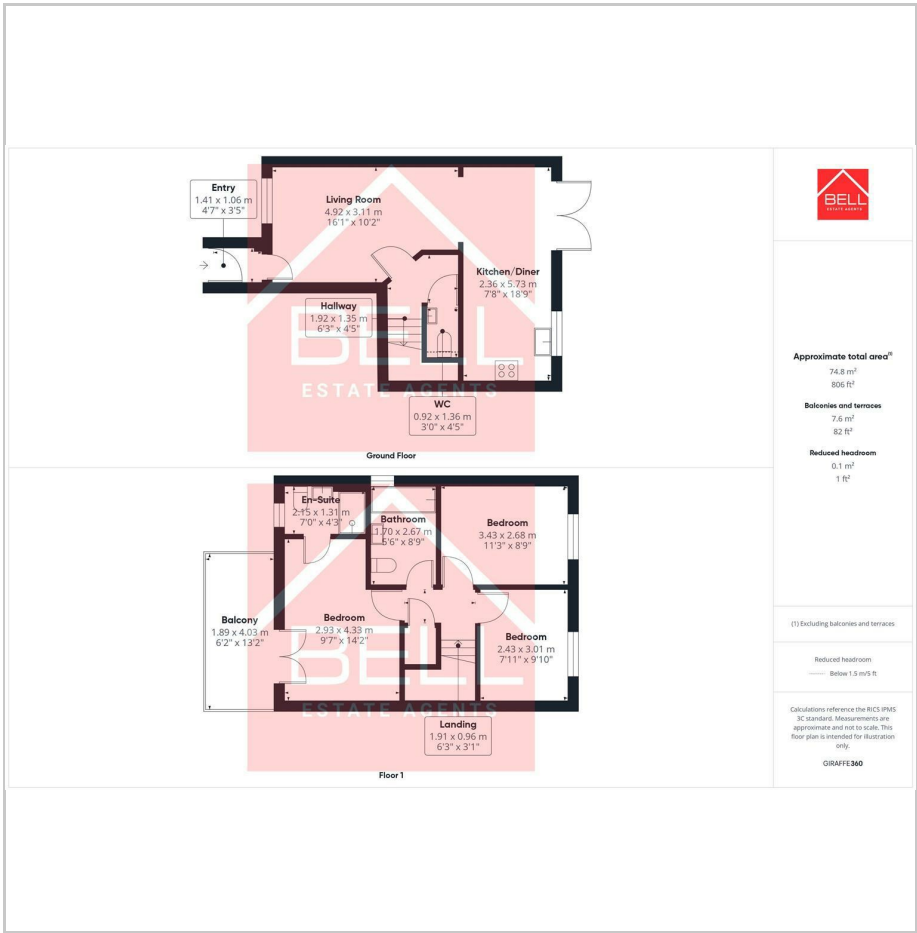 Entry
1.41 x 1.06 m
4'7" x 3'5"
Living Room
4.92 x 3.11 m
16'1" x 10'2"
Kitchen/Diner
2.36 x 5.73 m
7'8" x 18'9"
Hallway
1.92 x 1.35 m
6'3" x 4'5"
WC
0.92 x 1.36 m
3'0" x 4'5"
BELL
ESTATE AGENTS
Ground Floor
En-Suite
2.15 x 1.31 m
7'0" x 4'3"
Bathroom
1.70 x 2.67 m
5'6" x 8'9"
Bedroom
3.43 x 2.68 m
11'3" x 8'9"
Balcony
1.89 x 4.03 m
6'2" x 13'2"
Bedroom
2.93 x 4.33 m
9'7" x 14'2"
Bedroom
2.43 x 3.01 m
7'11" x 9'10"
BELL
ESTATE AGENTS
Landing
1.91 x 0.96 m
6'3" x 3'1"
Floor 1
BELL
ESTATE AGENTS
Approximate total area(1)
74.8 m²
806 ft²
Balconies and terraces
7.6 m²
82 ft²
Reduced headroom
0.1 m²
1 ft²
(1) Excluding balconies and terraces
Reduced headroom
Below 1.5 m/5 ft
Calculations reference the RICS IPMS
3C standard. Measurements are
approximate and not to scale. This
floor plan is intended for illustration
only.
GIRAFFE360